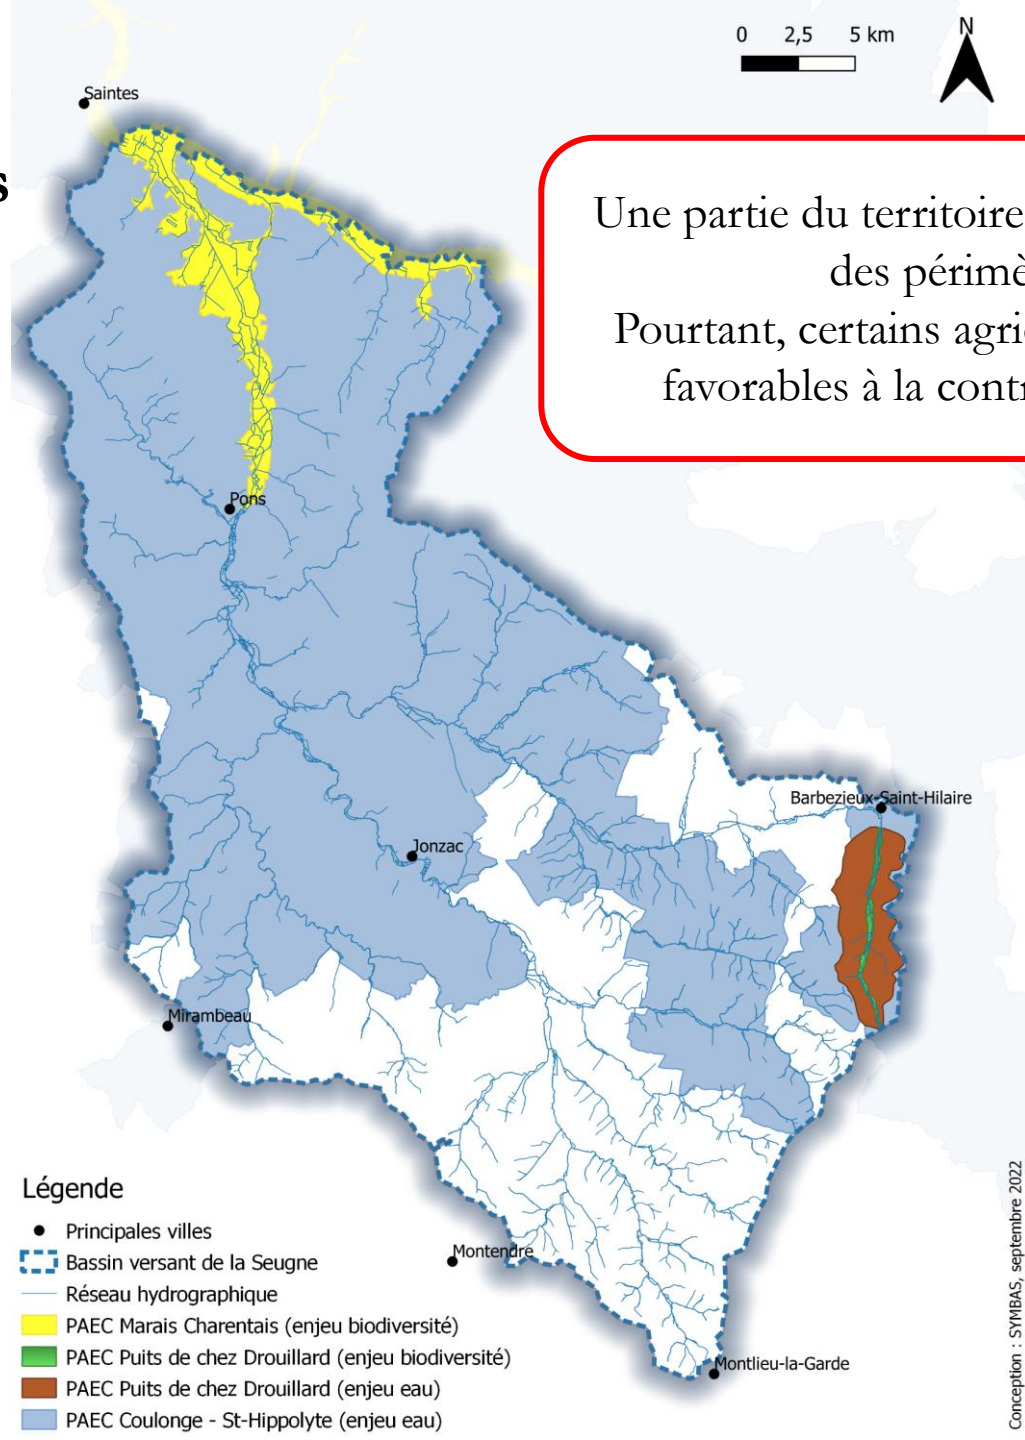 0 2,5 5 km
N
Saintes
s
Une partie du territoire
des périmè
Pourtant, certains agri
favorables à la contr
Pons
Barbezieux-Saint-Hilaire
Jonzac
Mirambeau
Montendre
Montlieu-la-Garde
Légende
Principales villes
Bassin versant de la Seugne
Réseau hydrographique
PAEC Marais Charentais (enjeu biodiversité)
PAEC Puits de chez Drouillard (enjeu biodiversité)
PAEC Puits de chez Drouillard (enjeu eau)
PAEC Coulonge - St-Hippolyte (enjeu eau)
Conception : SYMBAS, septembre 2022